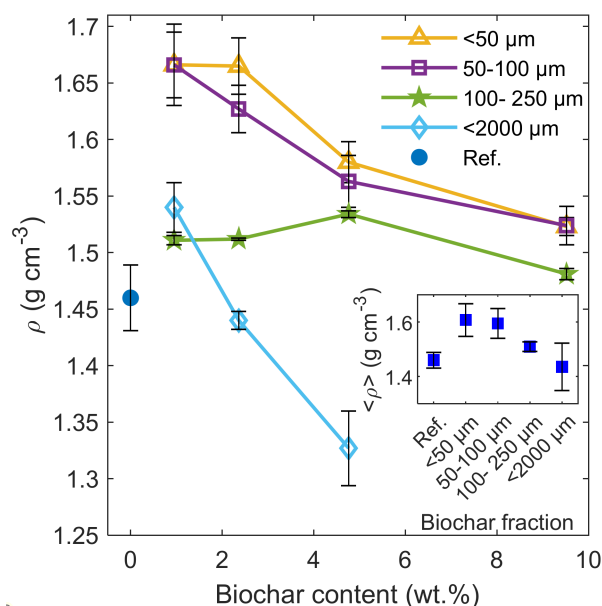 1.7
1.65
1.6
1.55
1.5
1.45
1.4
1.35
1.3
1.25
ρ (g cm-3)
0
2
4
6
8
10
Biochar content (wt.%)
<50 µm
50-100 µm
100- 250 µm
<2000 µm
Ref.
<ρ> (g cm-3)
1.6
1.4
Ref.
<50 µm
50-100 µm
100- 250 µm
<2000 µm
Biochar fraction